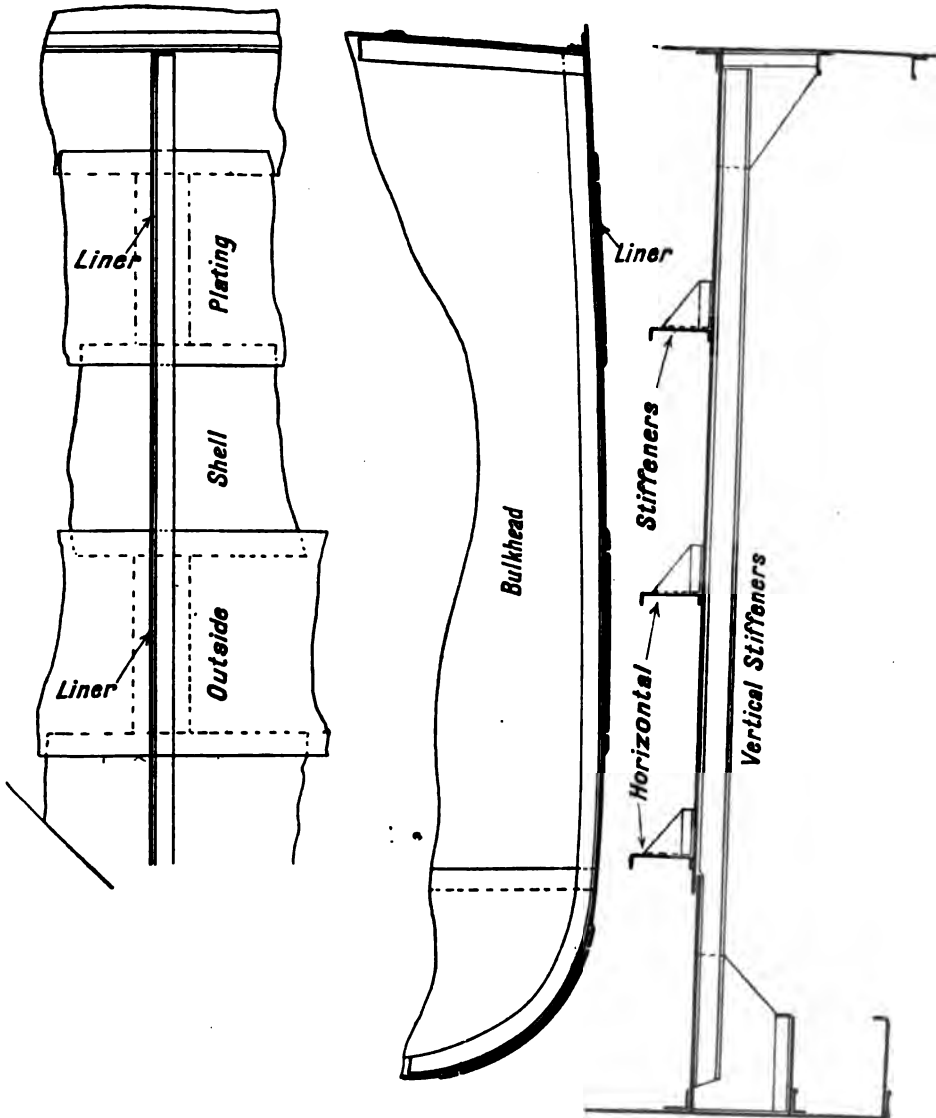 Liner
Plating
Shell
Liner
Outside
Liner
Bulkhead
Stiffeners
Horizontal
Vertical Stiffeners